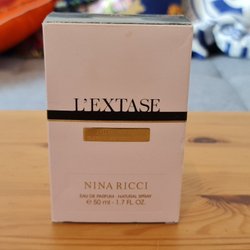 L'EXTASE
NINA RICCI
EAU DE PARFUM - NATURAL SPRAY
℮ 50 ml - 1.7 FL. OZ.